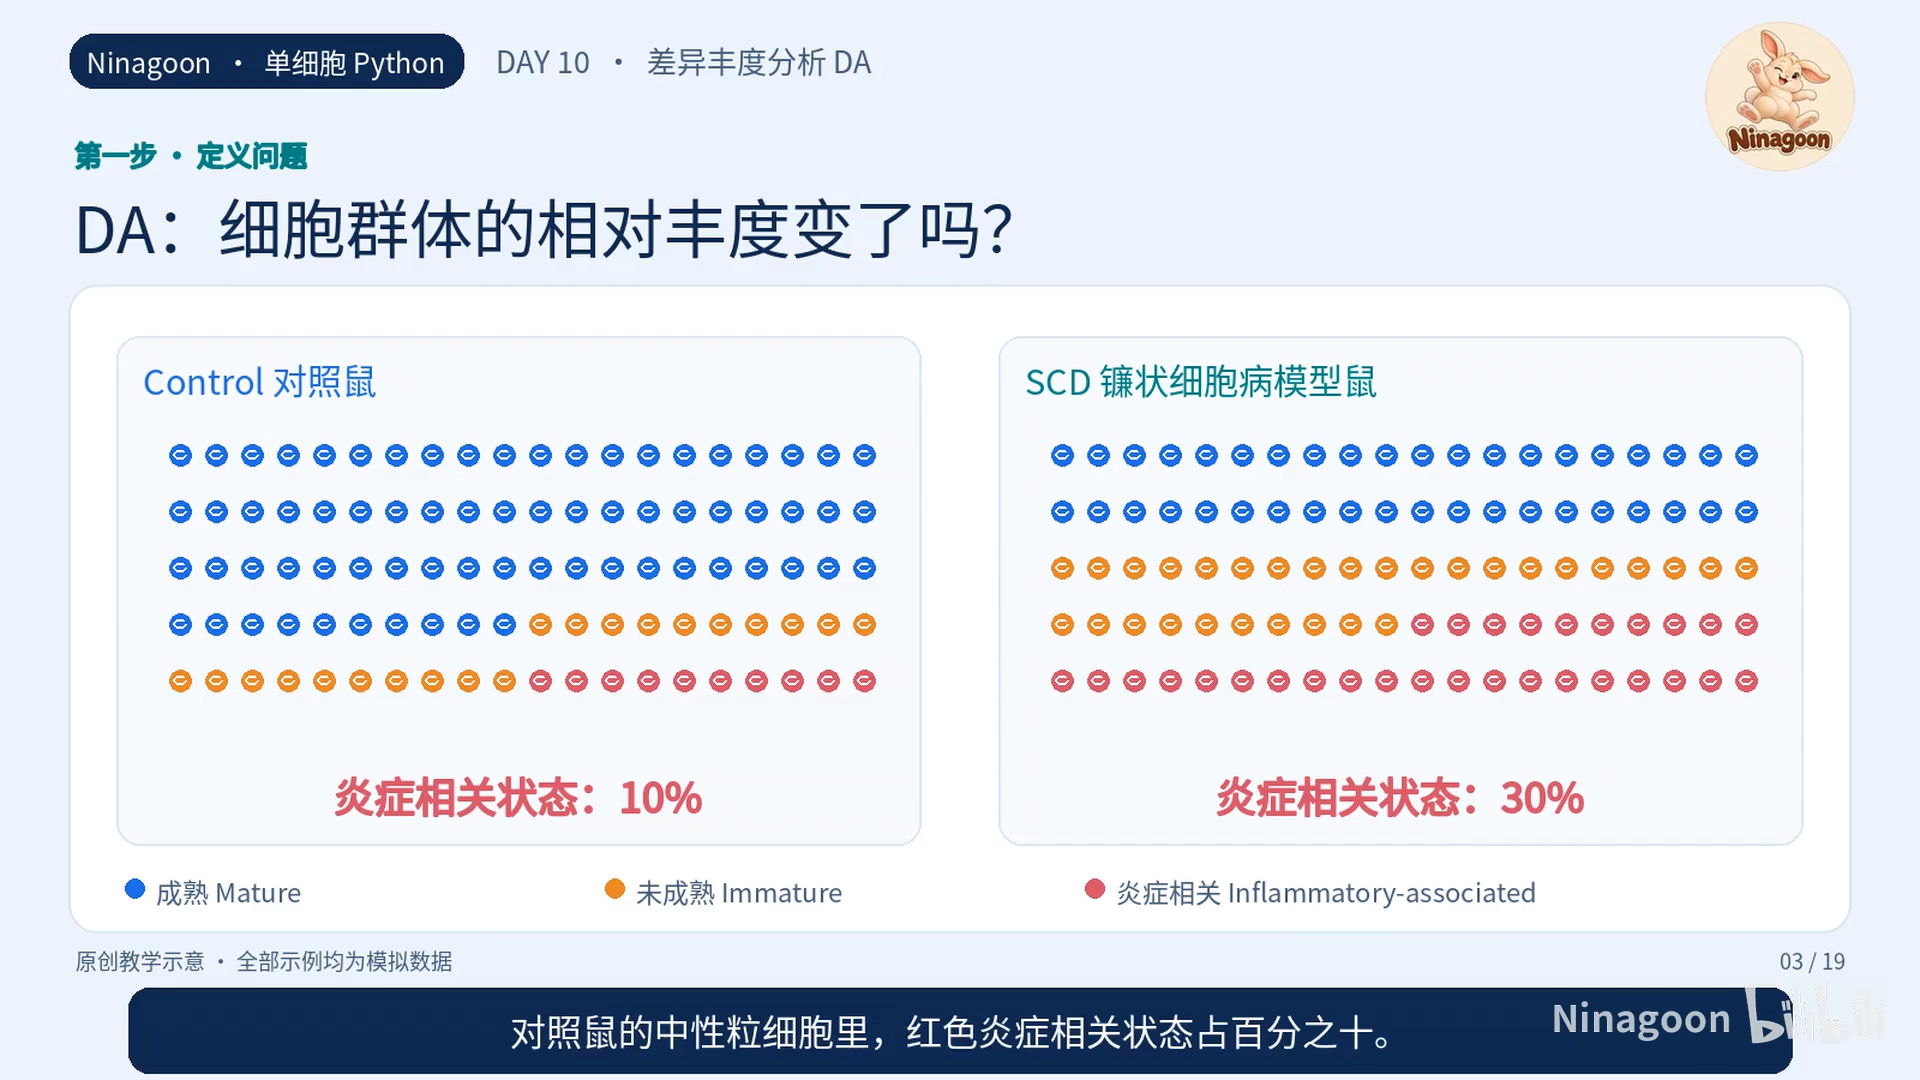 Ninagoon · 单细胞 Python
DAY 10 · 差异丰度分析 DA
Ninagoon
第一步 · 定义问题
DA：细胞群体的相对丰度变了吗？
Control 对照鼠
炎症相关状态：10%
SCD 镰状细胞病模型鼠
炎症相关状态：30%
成熟 Mature
未成熟 Immature
炎症相关 Inflammatory-associated
原创教学示意 · 全部示例均为模拟数据
03 / 19
对照鼠的中性粒细胞里，红色炎症相关状态占百分之十。
Ninagoon bilibili